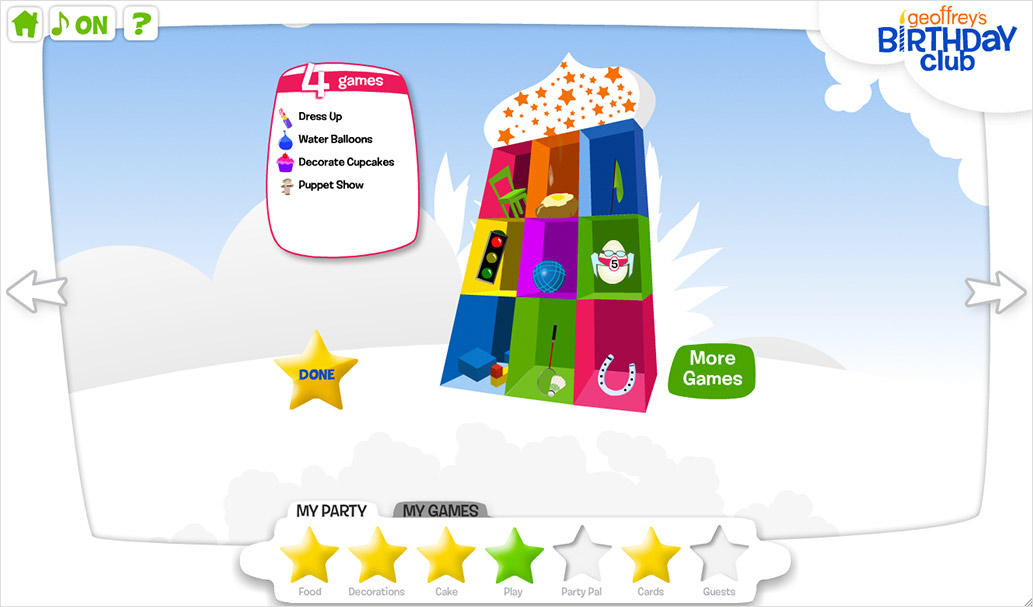 ON
?
geoffrey's
BIRTHDAY
club
4 games
Dress Up
Water Balloons
Decorate Cupcakes
Puppet Show
5
DONE
More
Games
MY PARTY
MY GAMES
Food
Decorations
Cake
Play
Party Pal
Cards
Guests